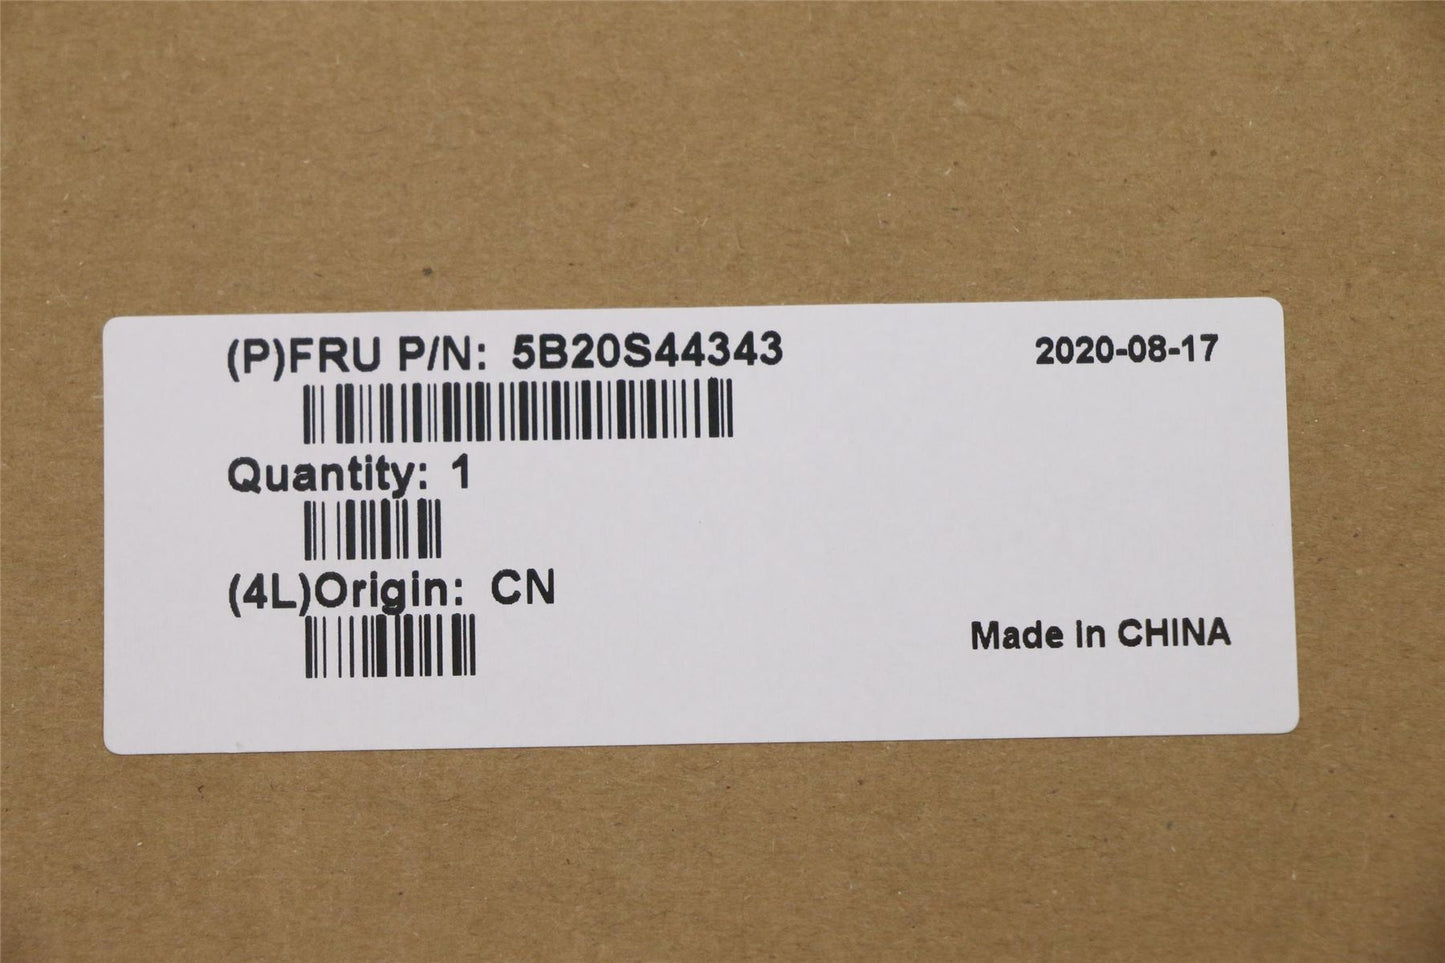 (P)FRU P/N: 5B20S44343
2020-08-17
Quantity: 1
(4L)Origin: CN
Made in CHINA